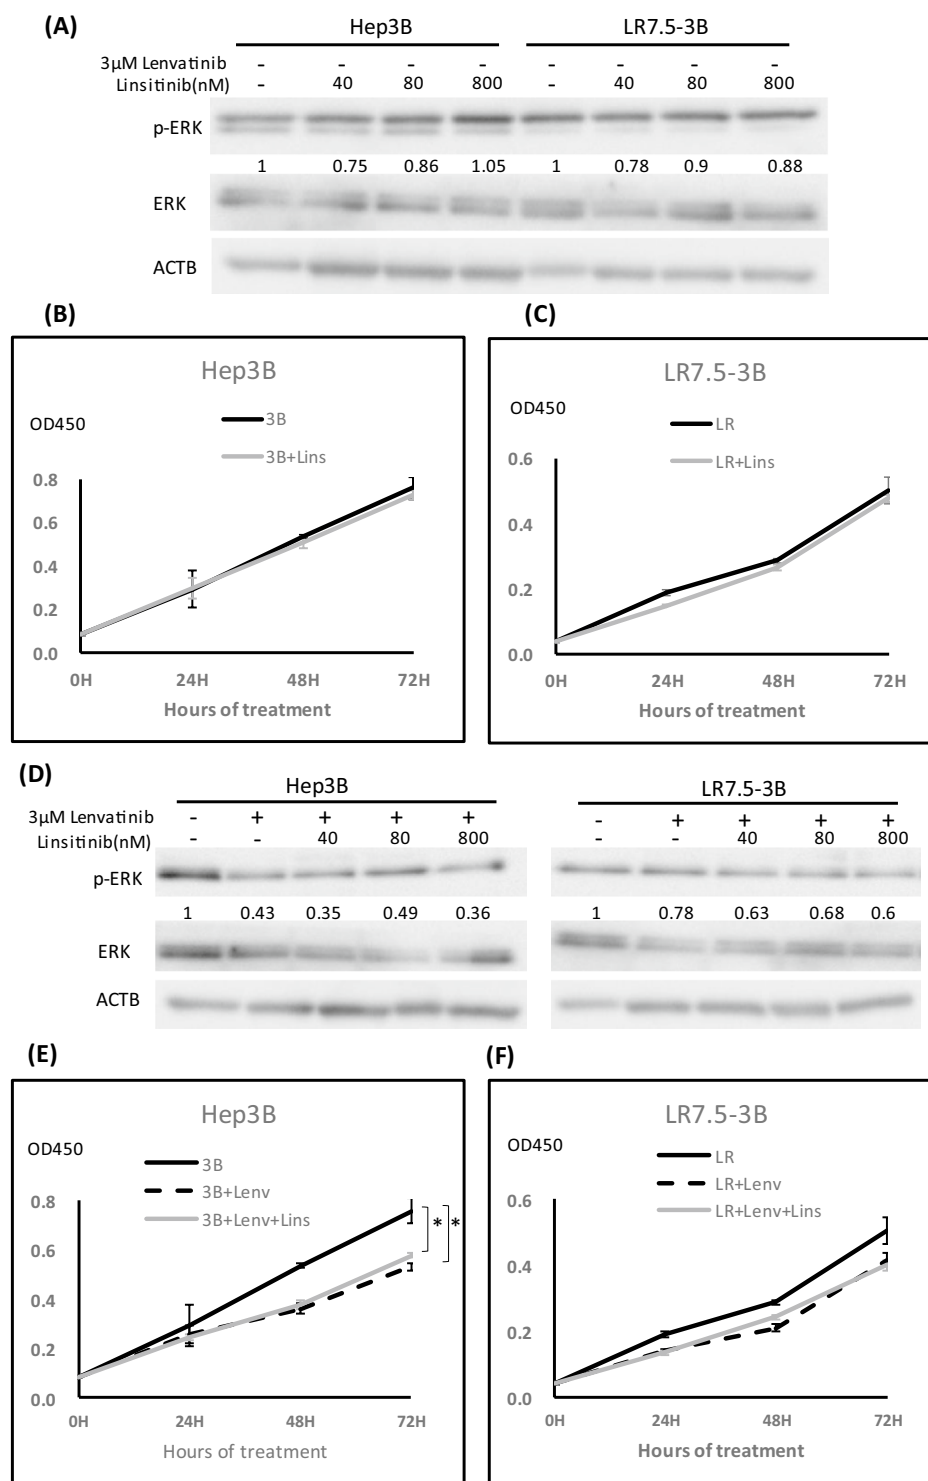 (A)
Hep3B LR7.5-3B
3µM Lenvatinib - - - - - - - -
Linsitinib(nM) - 40 80 800 - 40 80 800
p-ERK
1 0.75 0.86 1.05 1 0.78 0.9 0.88
ERK
ACTB
(B)
Hep3B
OD450
3B
3B+Lins
0.8
0.6
0.4
0.2
0.0
0H 24H 48H 72H
Hours of treatment
(C)
LR7.5-3B
OD450
LR
LR+Lins
0.6
0.4
0.2
0.0
0H 24H 48H 72H
Hours of treatment
(D)
Hep3B LR7.5-3B
3µM Lenvatinib - + + + + - + + + +
Linsitinib(nM) - - 40 80 800 - - 40 80 800
p-ERK
1 0.43 0.35 0.49 0.36 1 0.78 0.63 0.68 0.6
ERK
ACTB
(E)
Hep3B
OD450
3B
3B+Lenv
3B+Lenv+Lins
0.8
0.6
0.4
0.2
0.0
* *
0H 24H 48H 72H
Hours of treatment
(F)
LR7.5-3B
OD450
LR
LR+Lenv
LR+Lenv+Lins
0.6
0.4
0.2
0.0
0H 24H 48H 72H
Hours of treatment